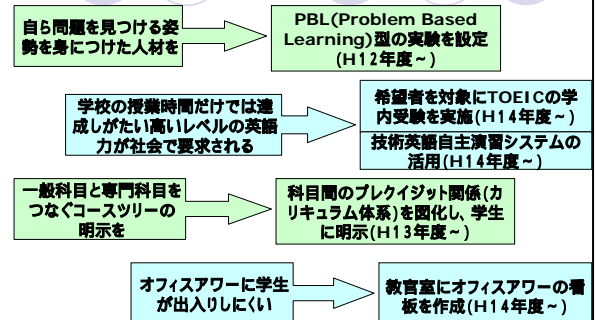 自ら問題を見つける姿
勢を身につけた人材を
PBL(Problem Based
Learning)型の実験を設定
(H12年度~)
学校の授業時間だけでは達
成しがたい高いレベルの英語
力が社会で要求される
希望者を対象にTOEICの学
内受験を実施(H14年度~)
技術英語自主演習システムの
活用(H14年度~)
一般科目と専門科目を
つなぐコースツリーの
明示を
科目間のプレクイジット関係(カ
リキュラム体系)を図化し、学生
に明示(H13年度~)
オフィスアワーに学生
が出入りしにくい
教官室にオフィスアワーの看
板を作成(H14年度~)